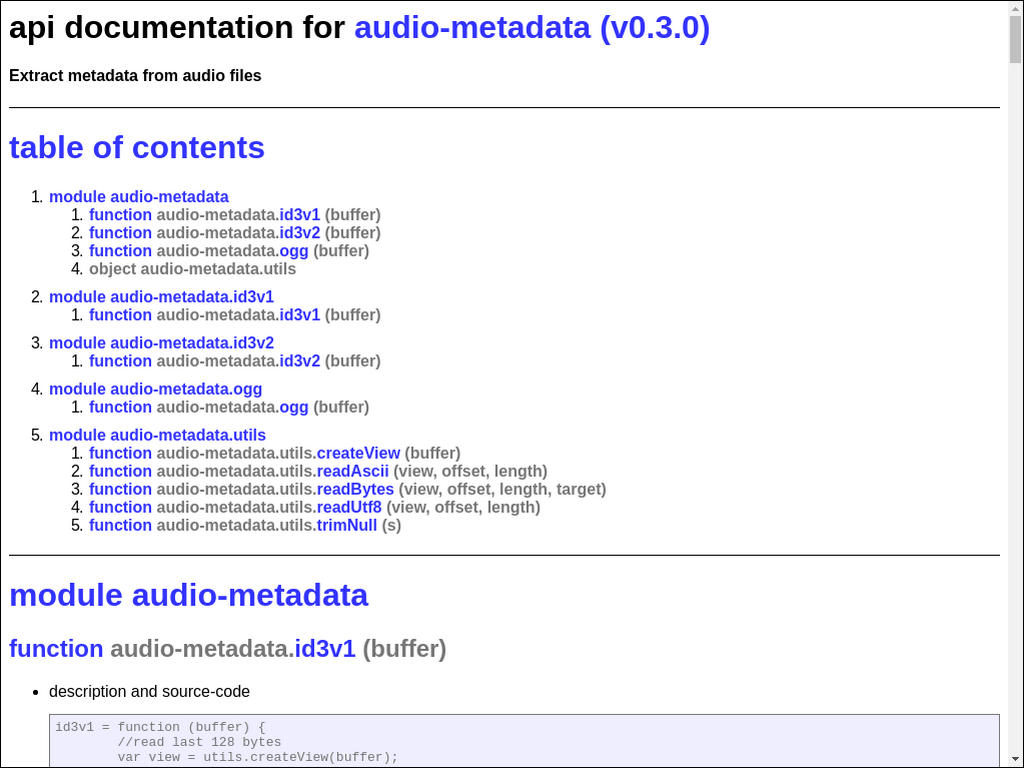 api documentation for audio-metadata (v0.3.0)
Extract metadata from audio files
table of contents
1. module audio-metadata
1. function audio-metadata.id3v1 (buffer)
2. function audio-metadata.id3v2 (buffer)
3. function audio-metadata.ogg (buffer)
4. object audio-metadata.utils
2. module audio-metadata.id3v1
1. function audio-metadata.id3v1 (buffer)
3. module audio-metadata.id3v2
1. function audio-metadata.id3v2 (buffer)
4. module audio-metadata.ogg
1. function audio-metadata.ogg (buffer)
5. module audio-metadata.utils
1. function audio-metadata.utils.createView (buffer)
2. function audio-metadata.utils.readAscii (view, offset, length)
3. function audio-metadata.utils.readBytes (view, offset, length, target)
4. function audio-metadata.utils.readUtf8 (view, offset, length)
5. function audio-metadata.utils.trimNull (s)
module audio-metadata
function audio-metadata.id3v1 (buffer)
• description and source-code
id3v1 = function (buffer) {
//read last 128 bytes
var view = utils.createView(buffer);